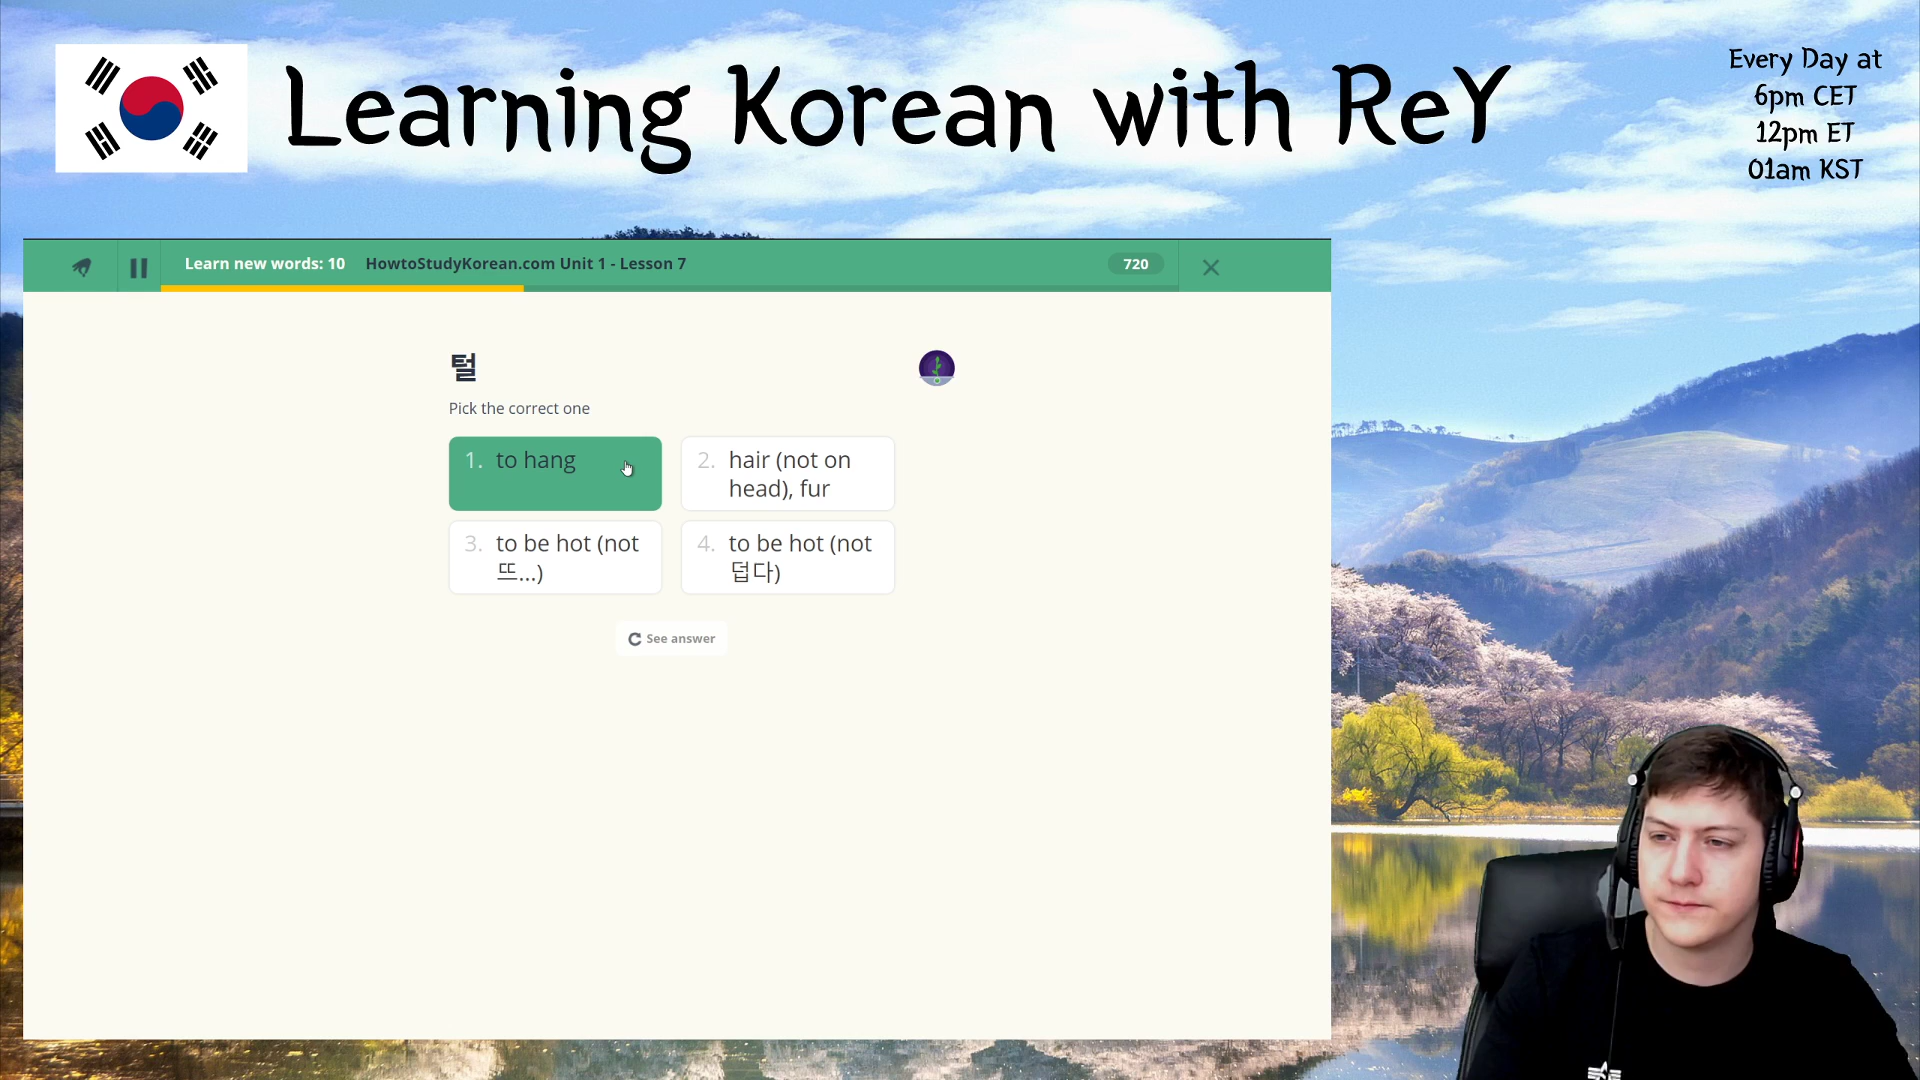 Learning Korean with ReY
Every Day at
6pm CET
12pm ET
01am KST
Learn new words: 10 HowtoStudyKorean.com Unit 1 - Lesson 7
720
털
Pick the correct one
1. to hang
2. hair (not on
head), fur
3. to be hot (not
뜨...)
4. to be hot (not
덥다)
See answer